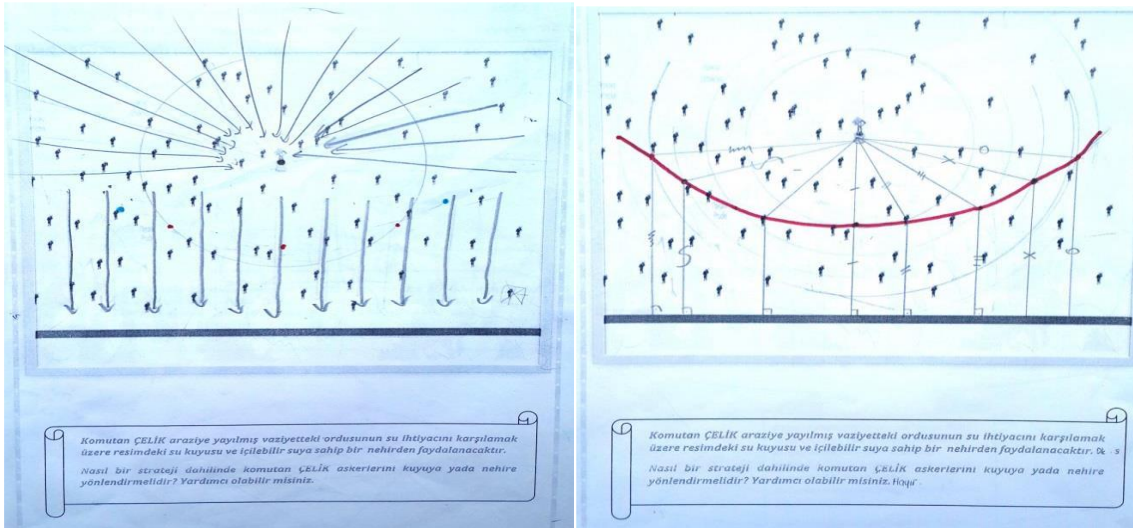 Komutan ÇELİK araziye yayılmış vaziyetteki ordusunun su ihtiyacını karşılamak
üzere resimdeki su kuyusu ve içilebilir suya sahip bir nehirden faydalanacaktır.
Nasıl bir strateji dahilinde komutan ÇELİK askerlerini kuyuya yada nehire
yönlendirmelidir? Yardımcı olabilir misiniz.
Komutan ÇELİK araziye yayılmış vaziyetteki ordusunun su ihtiyacını karşılamak
üzere resimdeki su kuyusu ve içilebilir suya sahip bir nehirden faydalanacaktır.
Nasıl bir strateji dahilinde komutan ÇELİK askerlerini kuyuya yada nehire
yönlendirmelidir? Yardımcı olabilir misiniz. Hayır